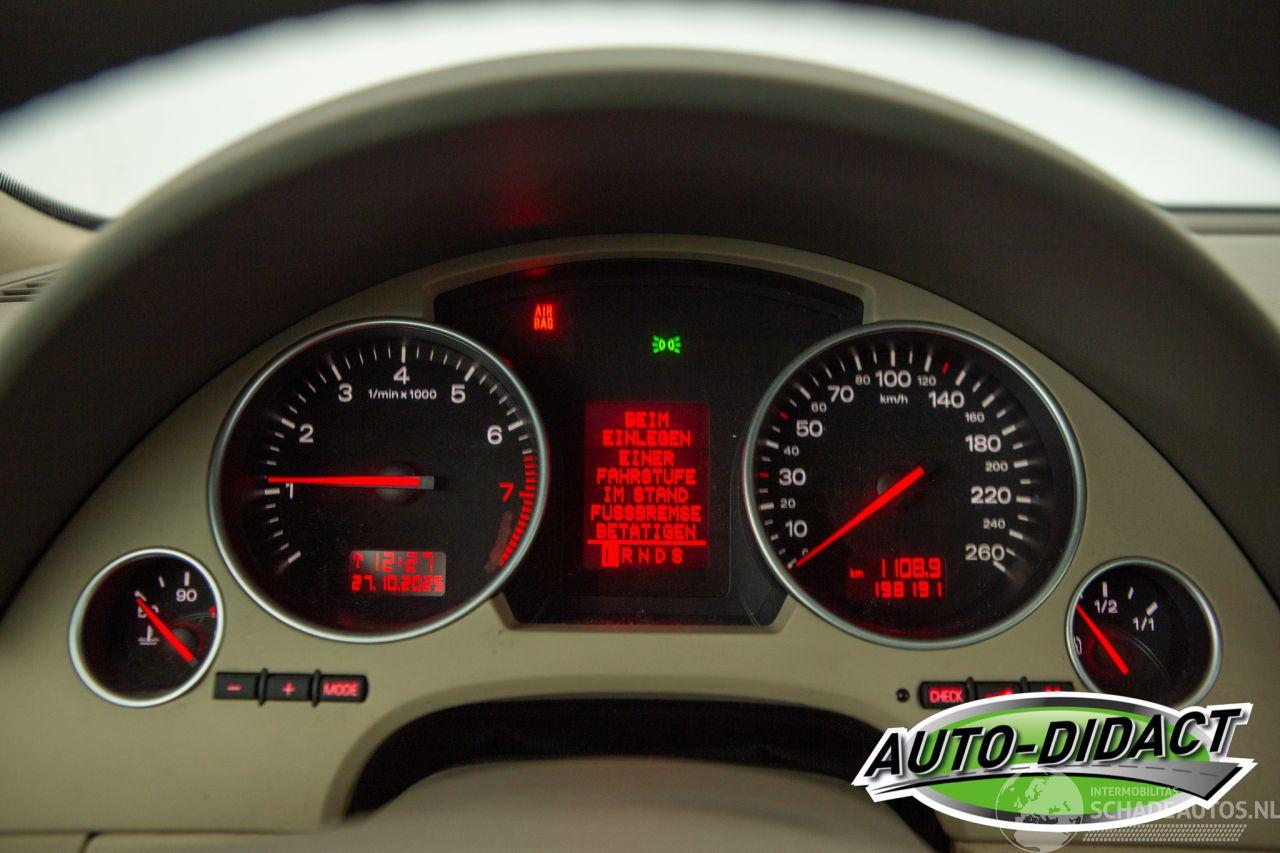 AIR
BAG
1/min x 1000
1
2
3
4
5
6
7
12:27
27.10.2025
BEIM
EINLEGEN
EINER
FAHRSTUFE
IM STAND
FUSSBREMSE
BETÄTIGEN
PRNDS
km/h
10
20
30
40
50
60
70
80
100
120
140
160
180
200
220
240
260
km 1108.9
198191
90
1/2
1/1
- + MODE
CHECK
AUTO-DIDACT
INTERMOBILITAS
SCHADEAUTOS.NL